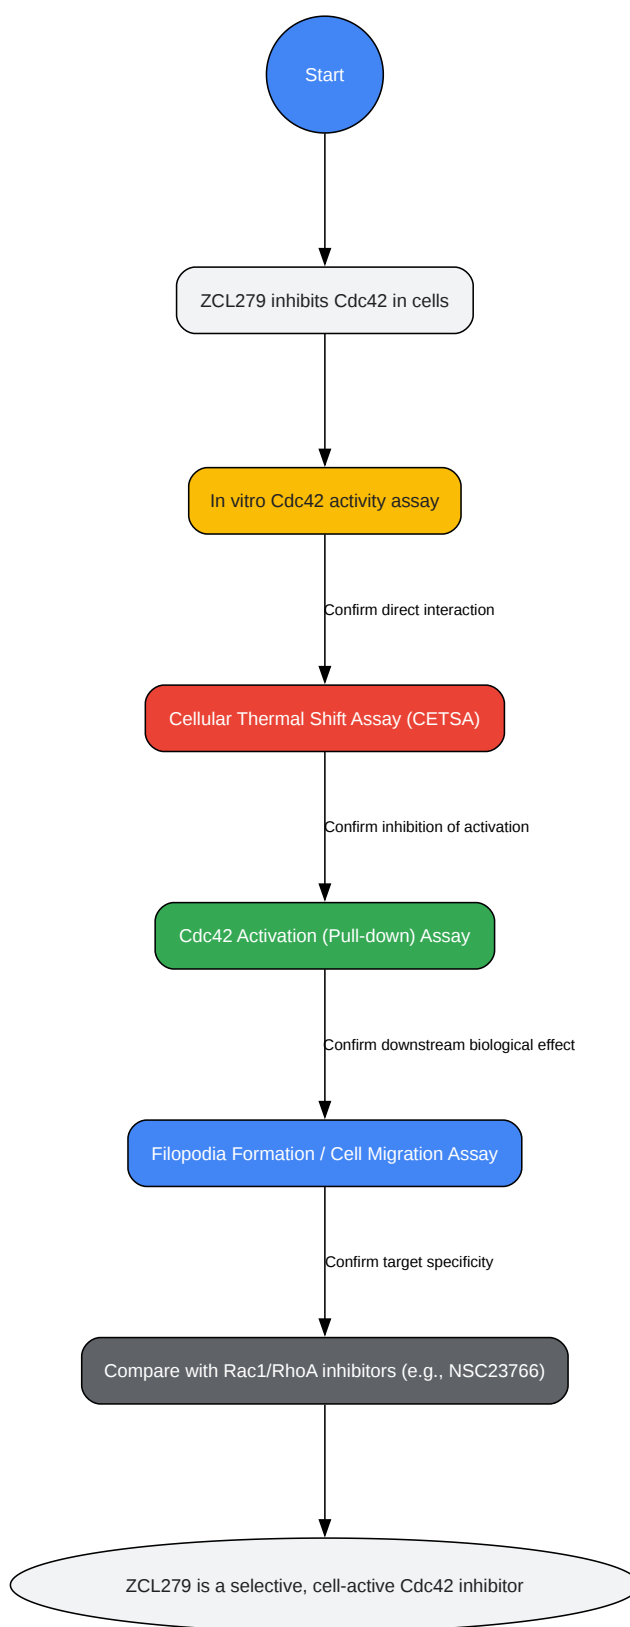 Start
ZCL279 inhibits Cdc42 in cells
In vitro Cdc42 activity assay
Confirm direct interaction
Cellular Thermal Shift Assay (CETSA)
Confirm inhibition of activation
Cdc42 Activation (Pull-down) Assay
Confirm downstream biological effect
Filopodia Formation / Cell Migration Assay
Confirm target specificity
Compare with Rac1/RhoA inhibitors (e.g., NSC23766)
ZCL279 is a selective, cell-active Cdc42 inhibitor